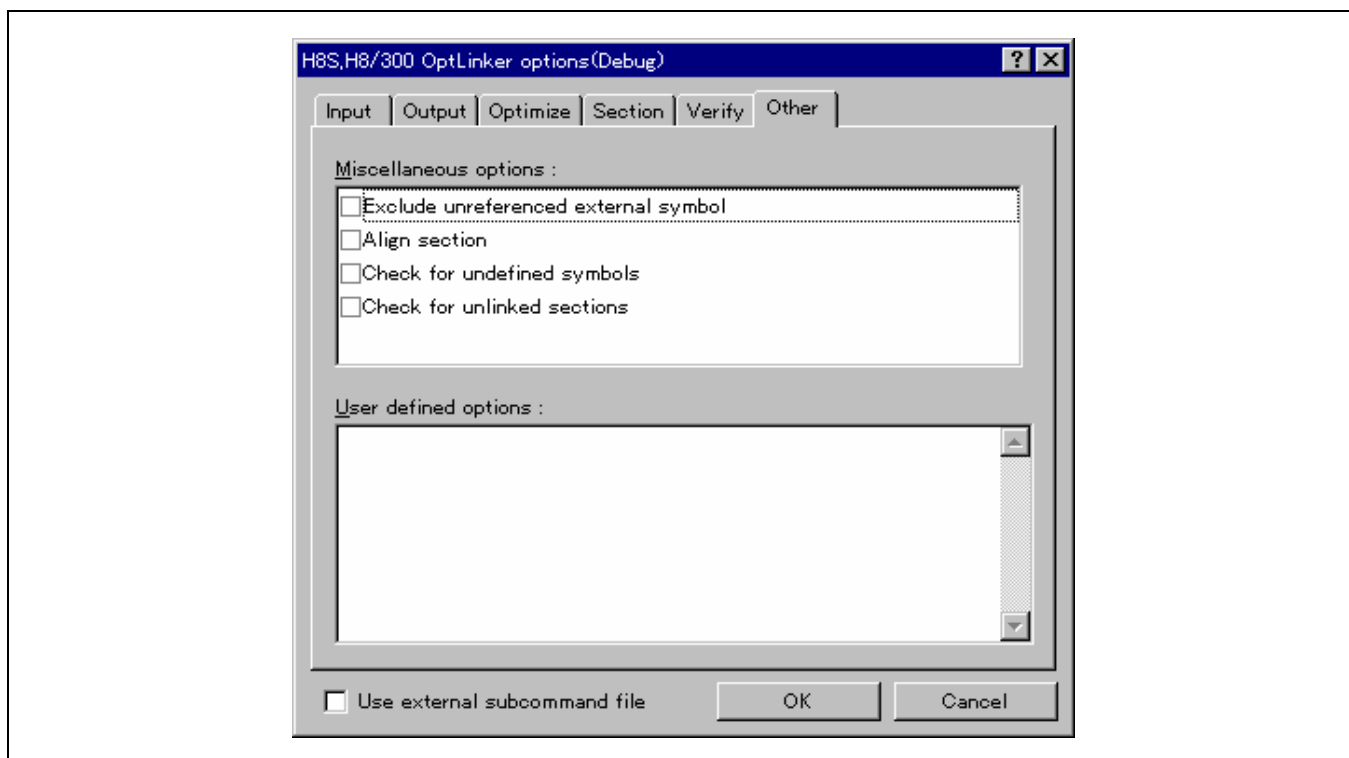 H8S,H8/300 OptLinker options(Debug)
Input Output Optimize Section Verify Other
Miscellaneous options :
Exclude unreferenced external symbol
Align section
Check for undefined symbols
Check for unlinked sections
User defined options :
Use external subcommand file OK Cancel